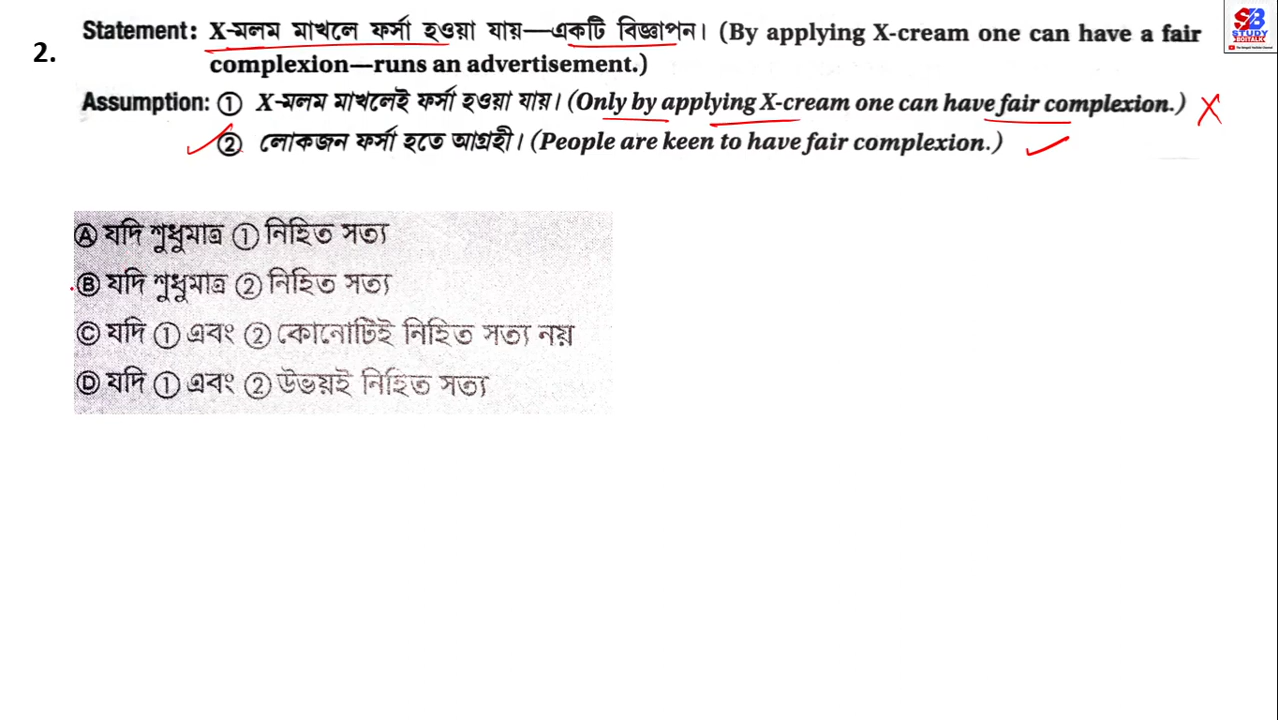 SB
STUDY
BIOTALK
2.
Statement: X-মলম মাখলে ফর্সা হওয়া যায়—একটি বিজ্ঞাপন। (By applying X-cream one can have a fair
complexion—runs an advertisement.)
Assumption: ① X-মলম মাখলেই ফর্সা হওয়া যায়। (Only by applying X-cream one can have fair complexion.)
② লোকজন ফর্সা হতে আগ্রহী। (People are keen to have fair complexion.)
Ⓐ যদি শুধুমাত্র ① নিহিত সত্য
Ⓑ যদি শুধুমাত্র ② নিহিত সত্য
Ⓒ যদি ① এবং ② কোনোটিই নিহিত সত্য নয়
Ⓓ যদি ① এবং ② উভয়ই নিহিত সত্য